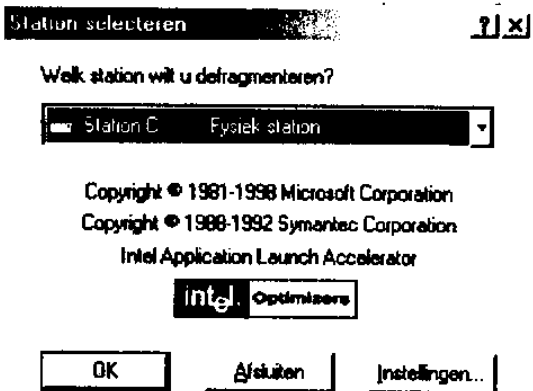 Station selecteren
Welk station wilt u defragmenteren?
Station C Fysiek station
Copyright © 1981-1998 Microsoft Corporation
Copyright © 1988-1992 Symantec Corporation
Intel Application Launch Accelerator
intel. Optimizers
OK Afsluiten Instellingen...